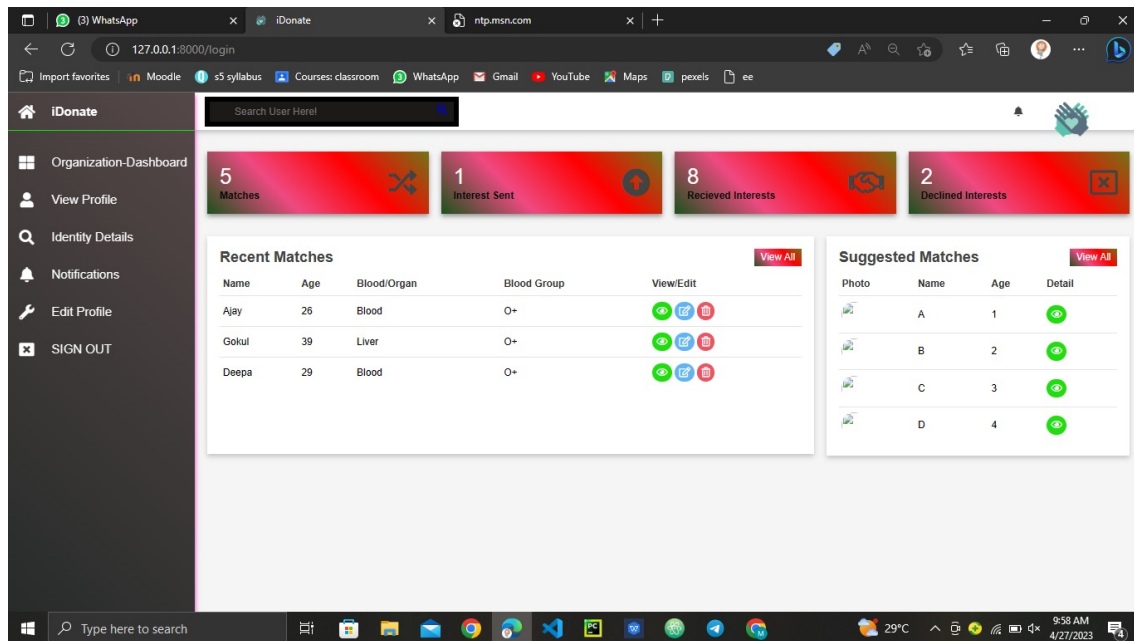 (3) WhatsApp
iDonate
ntp.msn.com
127.0.0.1:8000/login
Import favorites
Moodle
s5 syllabus
Courses: classroom
WhatsApp
Gmail
YouTube
Maps
pexels
ee
iDonate
Search User Here!
Organization-Dashboard
View Profile
Identity Details
Notifications
Edit Profile
SIGN OUT
5
Matches
1
Interest Sent
8
Recieved Interests
2
Declined Interests
Recent Matches
View All
Name Age Blood/Organ Blood Group View/Edit
Ajay 26 Blood O+
Gokul 39 Liver O+
Deepa 29 Blood O+
Suggested Matches
View All
Photo Name Age Detail
A 1
B 2
C 3
D 4
Type here to search
29°C
9:58 AM
4/27/2023